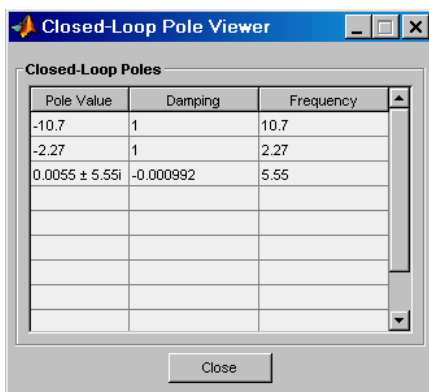 Closed-Loop Pole Viewer
Closed-Loop Poles
Pole Value Damping Frequency
-10.7 1 10.7
-2.27 1 2.27
0.0055 ± 5.55i -0.000992 5.55
Close